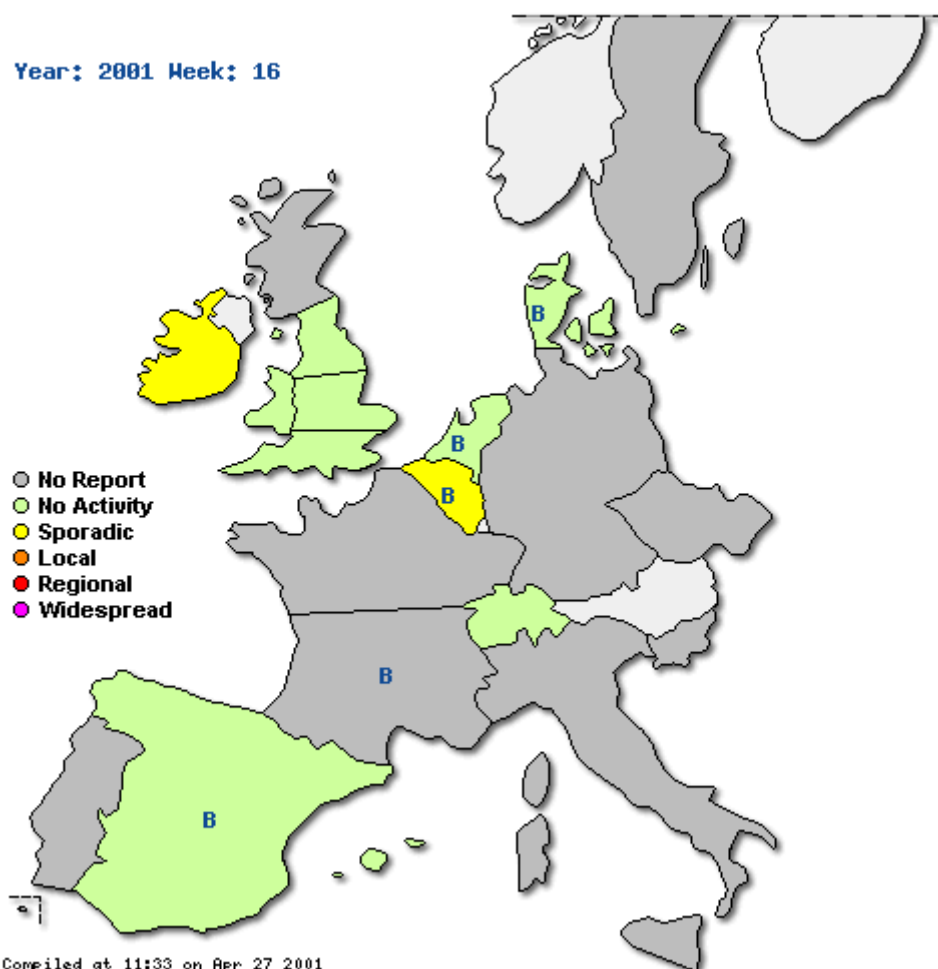 Year: 2001 Week: 16
B
B
B
No Report
No Activity
Sporadic
Local
Regional
Widespread
B
B
Compiled at 11:33 on Apr 27 2001